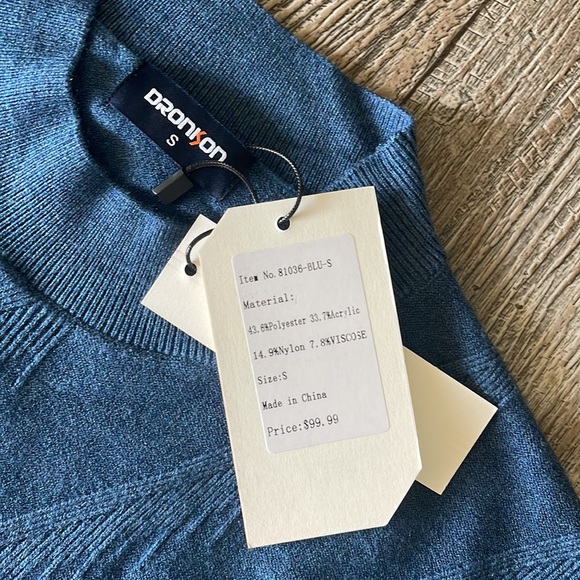 DRONKON
S
Item No. 81036-BLU-S
Material:
43.6%Polyester 33.7%Acrylic
14.9%Nylon 7.8%VISCOSE
Size:S
Made in China
Price:$99.99